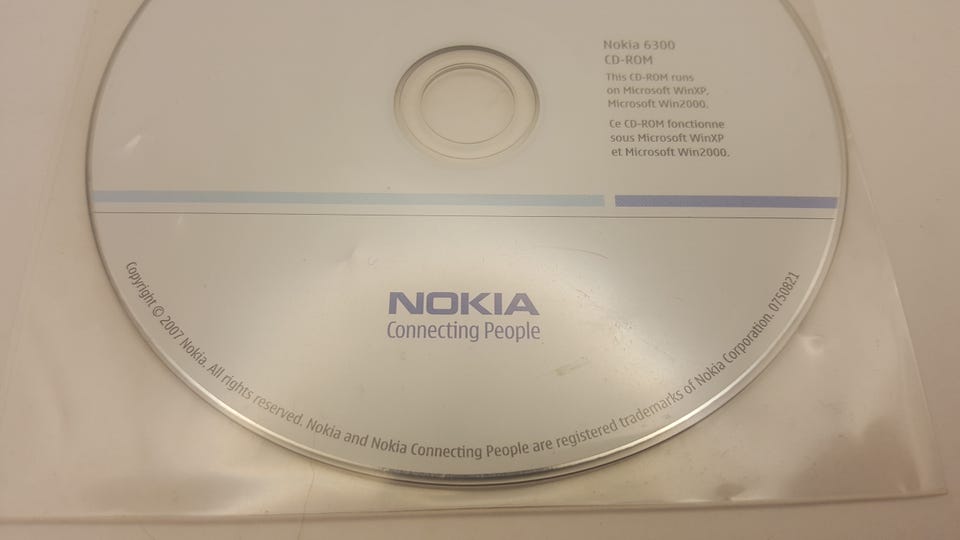 Nokia 6300
CD-ROM
This CD-ROM runs
on Microsoft WinXP,
Microsoft Win2000.
Ce CD-ROM fonctionne
sous Microsoft WinXP
et Microsoft Win2000.
NOKIA
Connecting People
Copyright © 2007 Nokia. All rights reserved. Nokia and Nokia Connecting People are registered trademarks of Nokia Corporation. 0750821